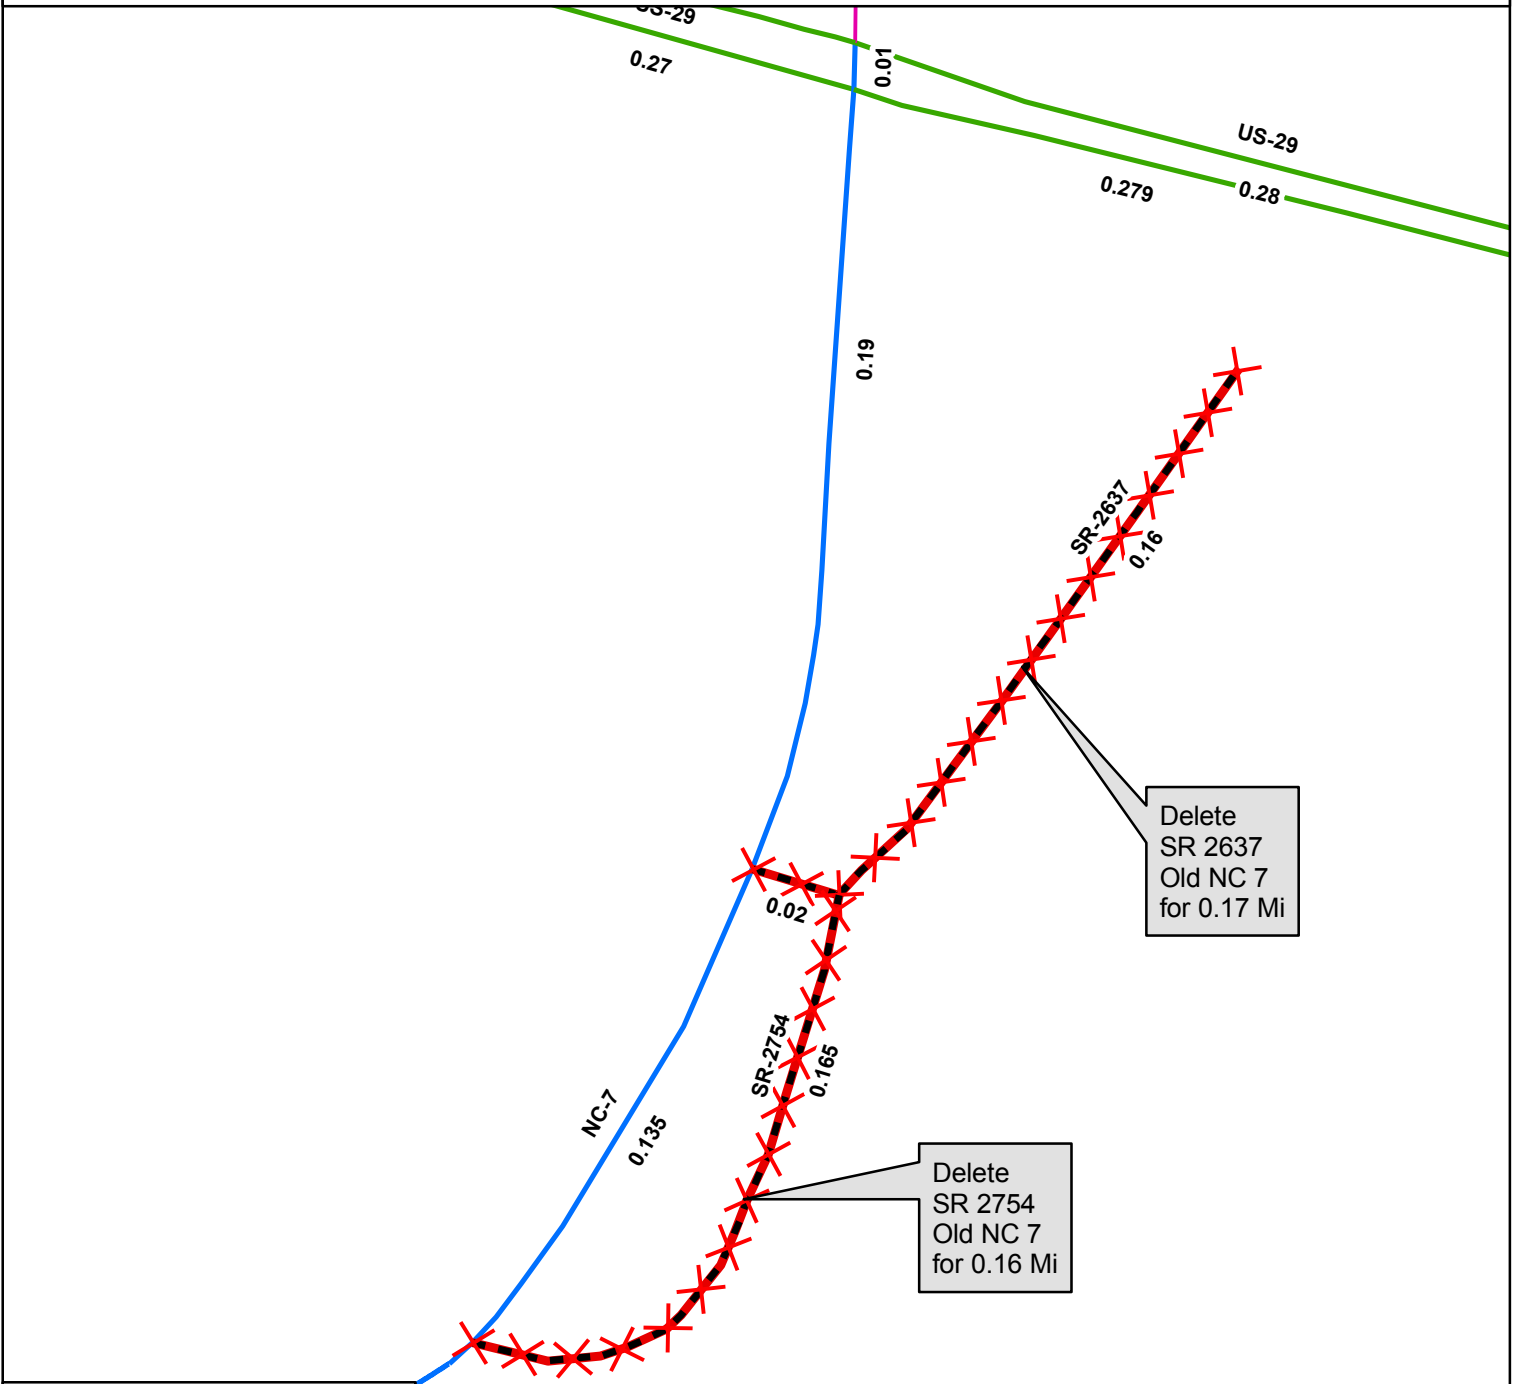 US-29
0.27
0.01
US-29
0.279
0.28
0.19
SR-2637
0.16
Delete
SR 2637
Old NC 7
for 0.17 Mi
0.02
SR-2754
0.165
NC-7
0.135
Delete
SR 2754
Old NC 7
for 0.16 Mi